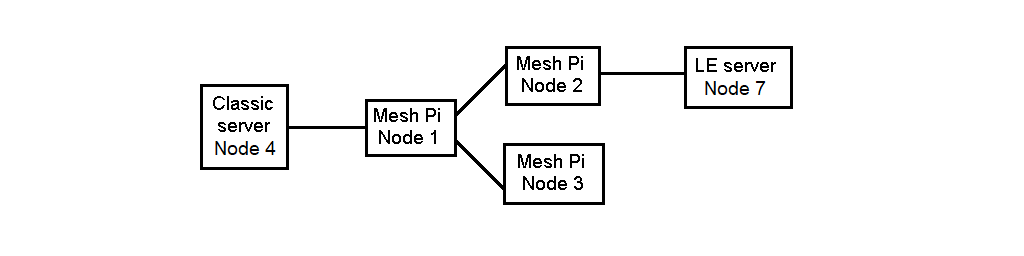 Classic
server
Node 4
Mesh Pi
Node 1
Mesh Pi
Node 2
Mesh Pi
Node 3
LE server
Node 7